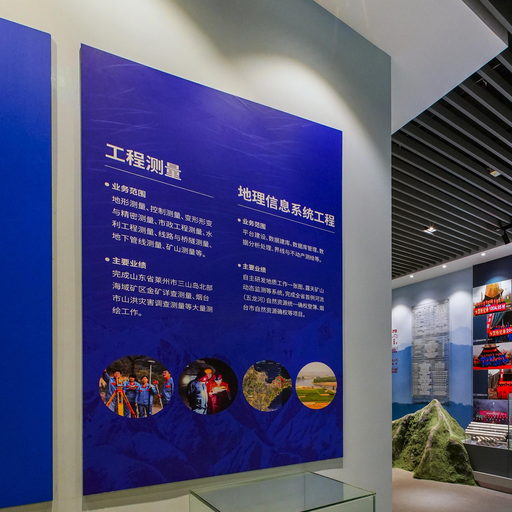 工程测量
• 业务范围
地形测量、控制测量、变形形变
与精密测量、市政工程测量、水
利工程测量、线路与桥隧测量、
地下管线测量、矿山测量等。
• 主要业绩
完成山东省莱州市三山岛北部
海域矿区金矿详查测量、烟台
市山洪灾害调查测量等大量测
绘工作。
地理信息系统工程
• 业务范围
平台建设、数据建库、数据库管理、数
据分析处理、界线与不动产测绘等。
• 主要业绩
自主研发地质工作一张图、重大矿山
动态监测等系统。完成全省首例河流
（五龙河）自然资源统一确权登簿、烟
台市自然资源确权等项目。